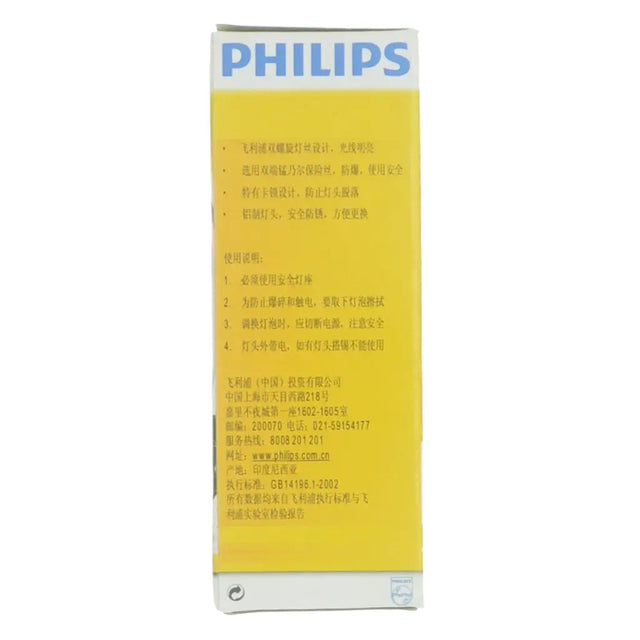 PHILIPS
• 飞利浦双螺旋灯丝设计，光线明亮
• 选用双端锰乃尔保险丝，防爆，使用安全
• 特有卡锁设计，防止灯头脱落
• 铝制灯头，安全防锈，方便更换
使用说明：
1. 必须使用安全灯座
2. 为防止爆碎和触电，要取下灯泡擦拭
3. 调换灯泡时，应切断电源，注意安全
4. 灯头外带电，如有灯头搭锡不能使用
飞利浦（中国）投资有限公司
中国上海市天目西路218号
嘉里不夜城第一座1602-1605室
邮编：200070 电话：021-59154177
服务热线：8008 201 201
网址：www.philips.com.cn
产地：印度尼西亚
执行标准：GB14196.1-2002
所有数据均来自飞利浦执行标准与飞
利浦实验室检验报告
PHILIPS